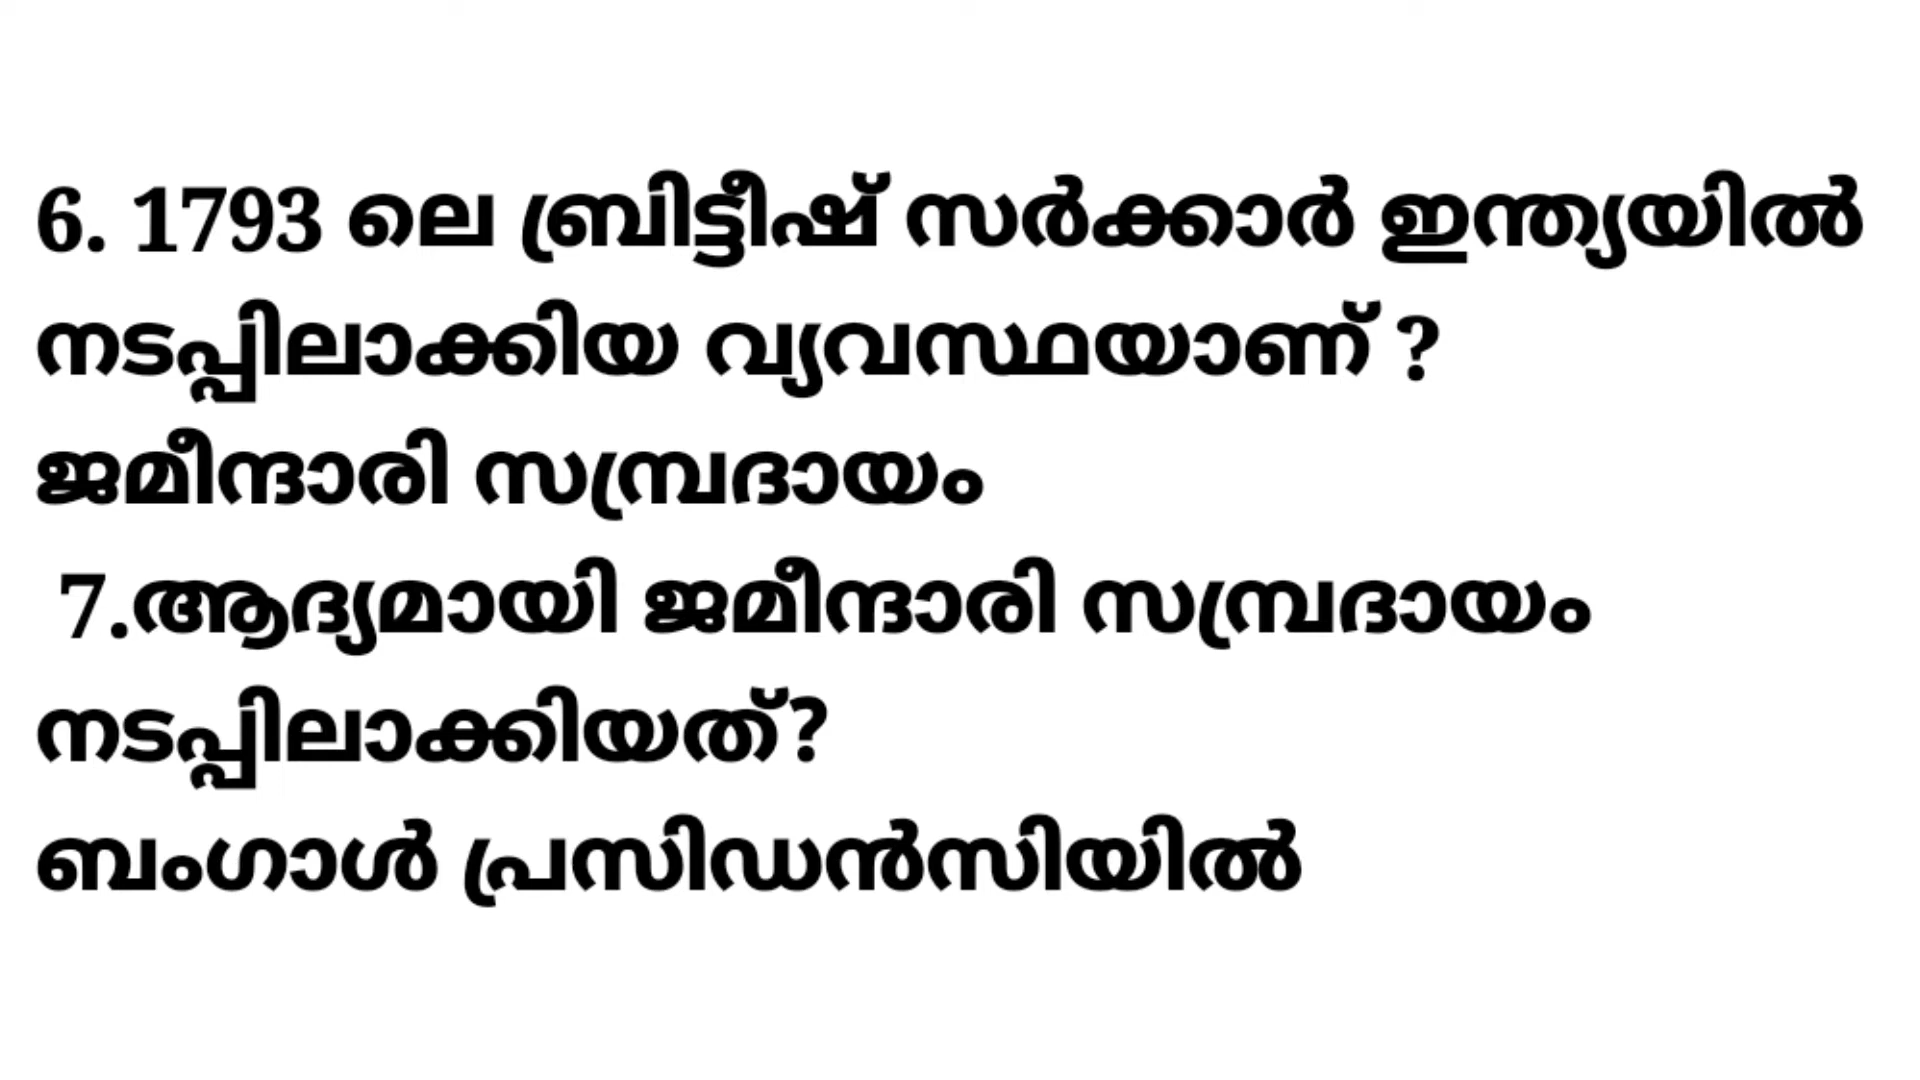 6. 1793 ലെ ബ്രിട്ടീഷ് സർക്കാർ ഇന്ത്യയിൽ
നടപ്പിലാക്കിയ വ്യവസ്ഥയാണ് ?
ജമീന്ദാരി സമ്പ്രദായം
7.ആദ്യമായി ജമീന്ദാരി സമ്പ്രദായം
നടപ്പിലാക്കിയത്?
ബംഗാൾ പ്രസിഡൻസിയിൽ